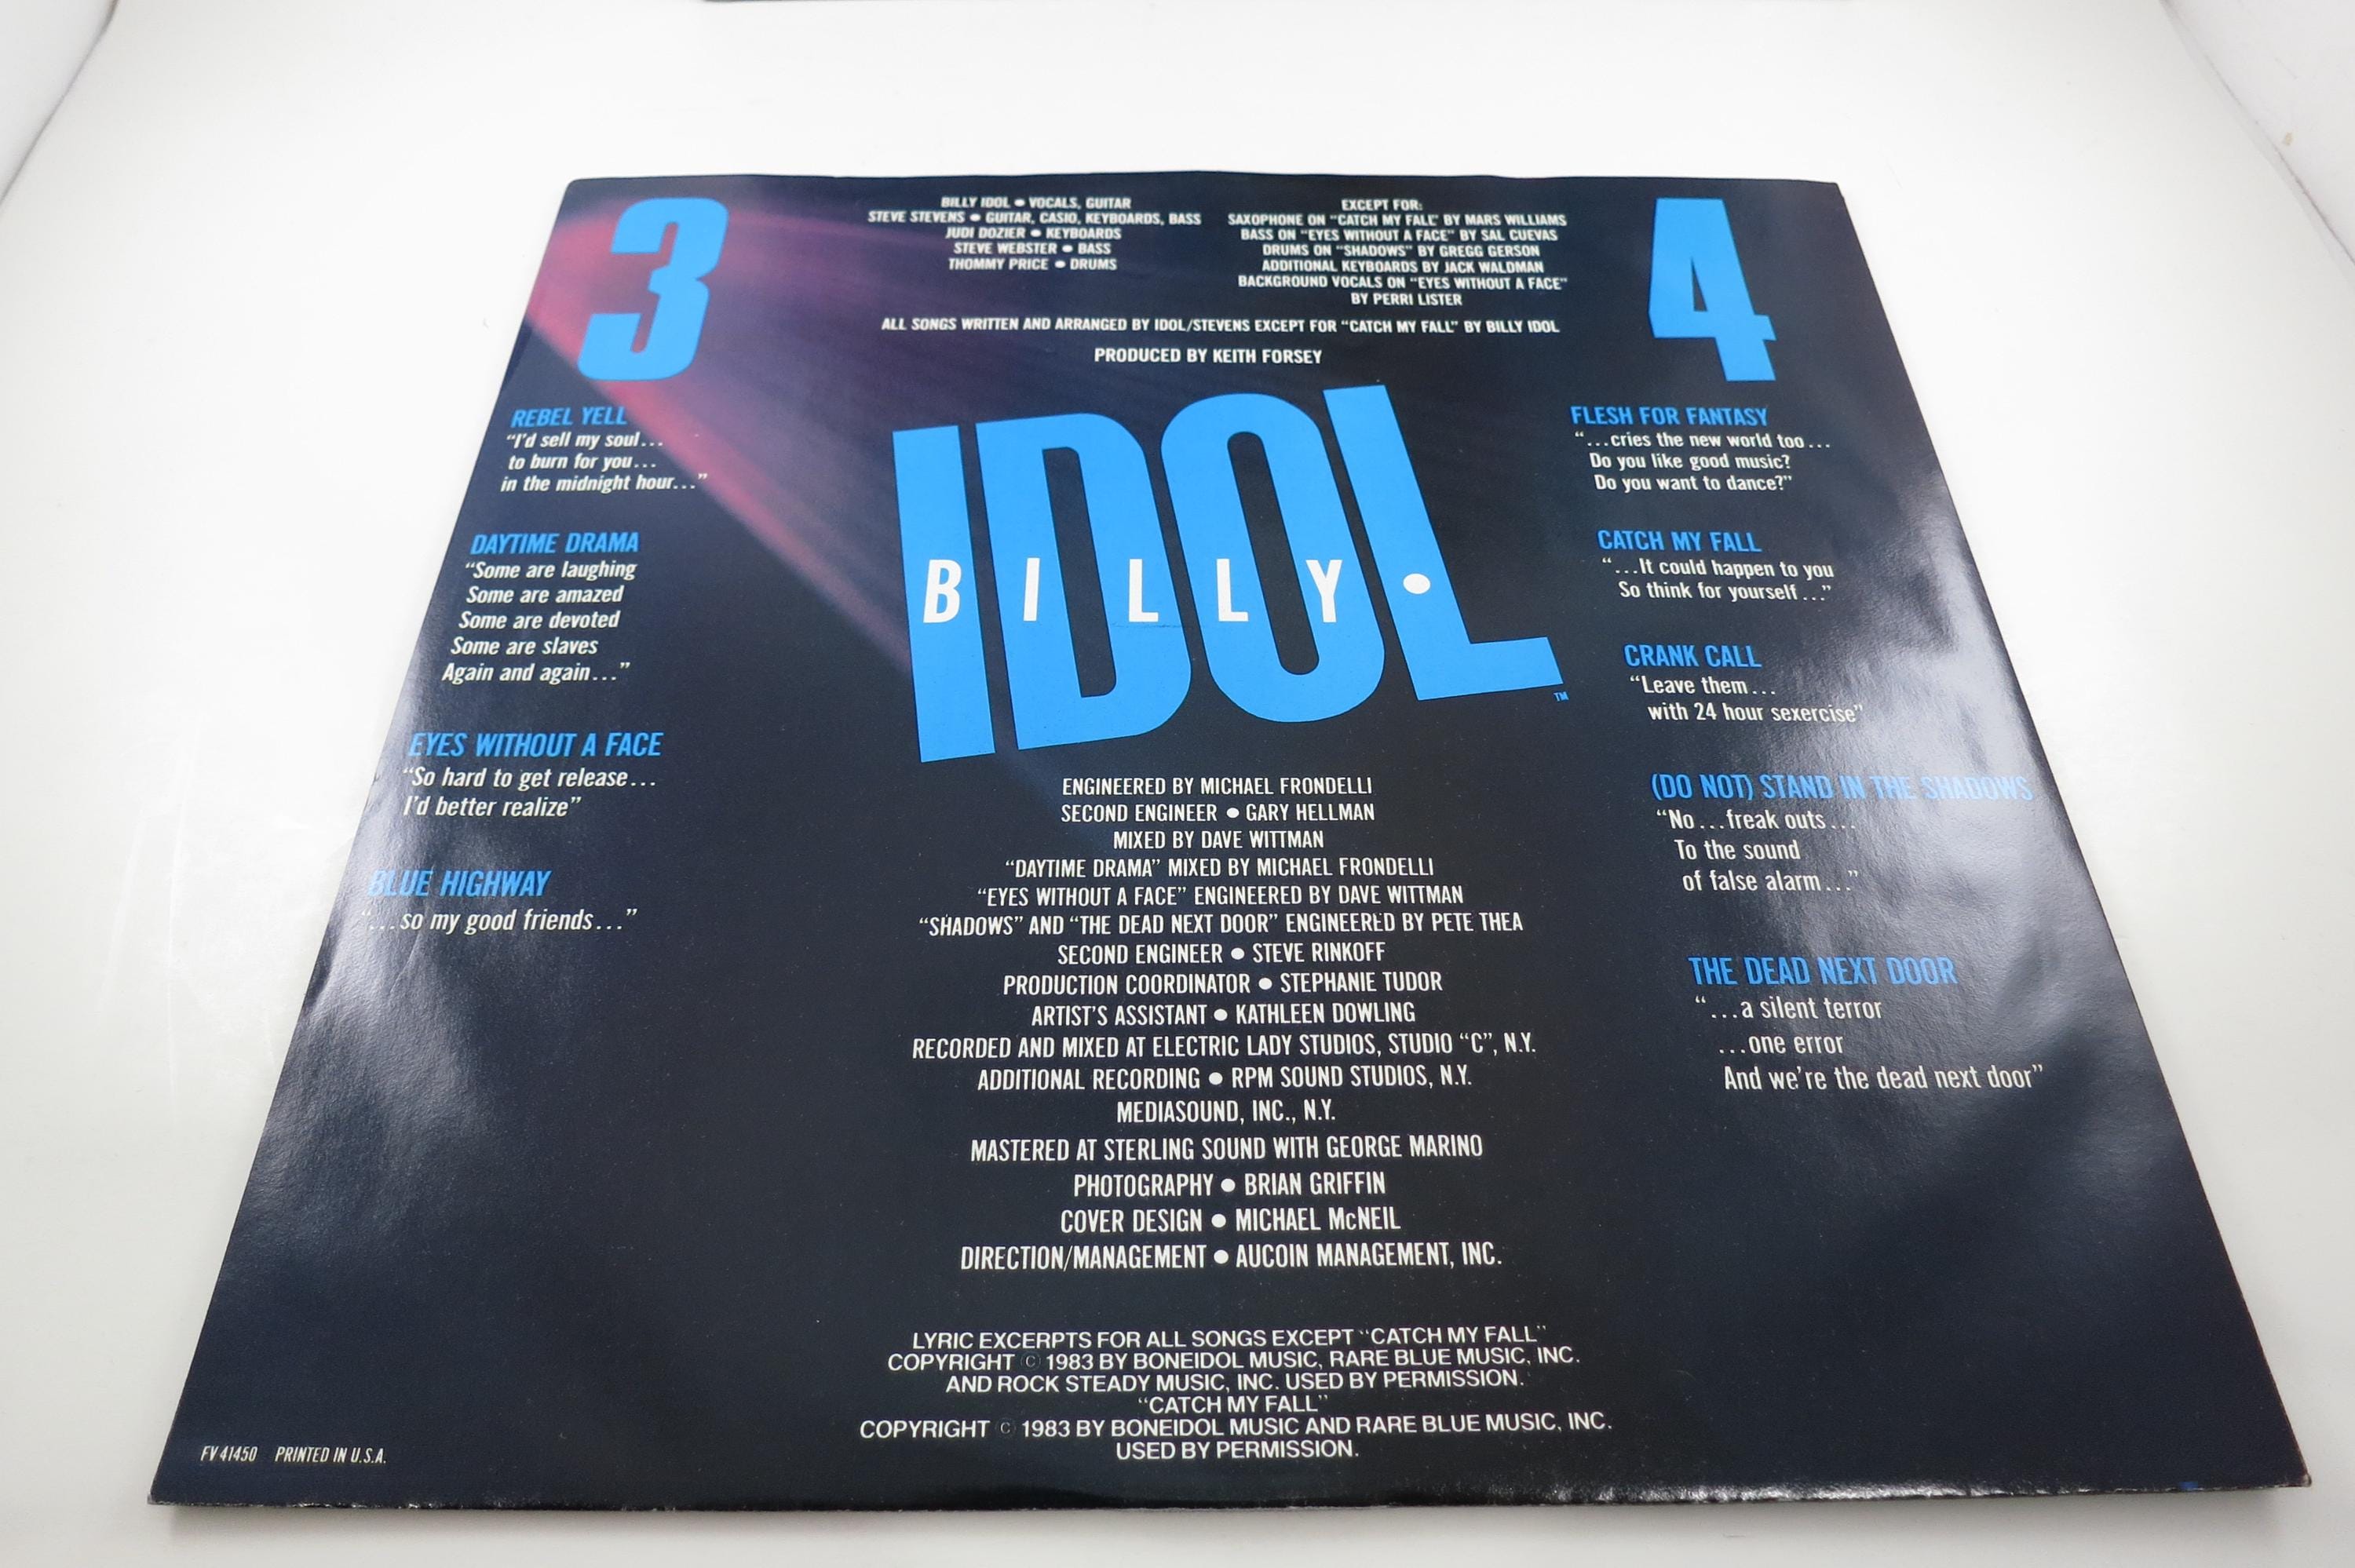 3
BILLY IDOL • VOCALS, GUITAR
STEVE STEVENS • GUITAR, CASIO, KEYBOARDS, BASS
JUDI DOZIER • KEYBOARDS
STEVE WEBSTER • BASS
THOMMY PRICE • DRUMS
EXCEPT FOR:
SAXOPHONE ON "CATCH MY FALL" BY MARS WILLIAMS
BASS ON "EYES WITHOUT A FACE" BY SAL CUEVAS
DRUMS ON "SHADOWS" BY GREGG GERSON
ADDITIONAL KEYBOARDS BY JACK WALDMAN
BACKGROUND VOCALS ON "EYES WITHOUT A FACE"
BY PERRI LISTER
4
ALL SONGS WRITTEN AND ARRANGED BY IDOL/STEVENS EXCEPT FOR "CATCH MY FALL" BY BILLY IDOL
PRODUCED BY KEITH FORSEY
REBEL YELL
"I'd sell my soul...
to burn for you...
in the midnight hour..."
DAYTIME DRAMA
"Some are laughing
Some are amazed
Some are devoted
Some are slaves
Again and again..."
EYES WITHOUT A FACE
"So hard to get release...
I'd better realize"
BLUE HIGHWAY
"...so my good friends..."
IDOL
BILLY •
TM
FLESH FOR FANTASY
"...cries the new world too...
Do you like good music?
Do you want to dance?"
CATCH MY FALL
"...It could happen to you
So think for yourself..."
CRANK CALL
"Leave them...
with 24 hour sexercise"
(DO NOT) STAND IN THE SHADOWS
"No...freak outs...
To the sound
of false alarm..."
THE DEAD NEXT DOOR
"...a silent terror
...one error
And we're the dead next door"
ENGINEERED BY MICHAEL FRONDELLI
SECOND ENGINEER • GARY HELLMAN
MIXED BY DAVE WITTMAN
"DAYTIME DRAMA" MIXED BY MICHAEL FRONDELLI
"EYES WITHOUT A FACE" ENGINEERED BY DAVE WITTMAN
"SHADOWS" AND "THE DEAD NEXT DOOR" ENGINEERED BY PETE THEA
SECOND ENGINEER • STEVE RINKOFF
PRODUCTION COORDINATOR • STEPHANIE TUDOR
ARTIST'S ASSISTANT • KATHLEEN DOWLING
RECORDED AND MIXED AT ELECTRIC LADY STUDIOS, STUDIO "C", N.Y.
ADDITIONAL RECORDING • RPM SOUND STUDIOS, N.Y.
MEDIASOUND, INC., N.Y.
MASTERED AT STERLING SOUND WITH GEORGE MARINO
PHOTOGRAPHY • BRIAN GRIFFIN
COVER DESIGN • MICHAEL McNEIL
DIRECTION/MANAGEMENT • AUCOIN MANAGEMENT, INC.
LYRIC EXCERPTS FOR ALL SONGS EXCEPT "CATCH MY FALL"
COPYRIGHT © 1983 BY BONEIDOL MUSIC, RARE BLUE MUSIC, INC.
AND ROCK STEADY MUSIC, INC. USED BY PERMISSION.
"CATCH MY FALL"
COPYRIGHT © 1983 BY BONEIDOL MUSIC AND RARE BLUE MUSIC, INC.
USED BY PERMISSION.
FV 41450 PRINTED IN U.S.A.